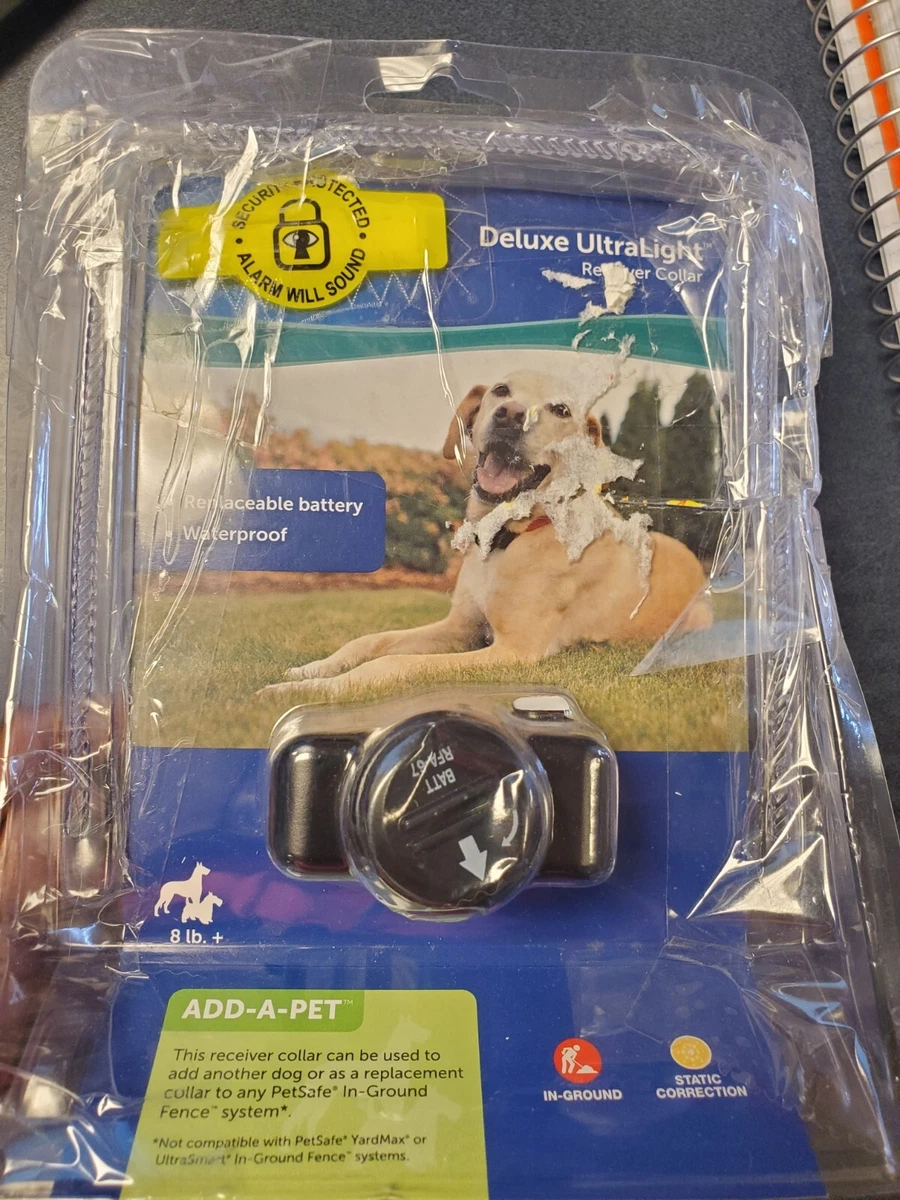 SECURITY PROTECTED
ALARM WILL SOUND
Deluxe UltraLight™
Receiver Collar
Replaceable battery
Waterproof
BATT
RFA-67
8 lb. +
ADD-A-PET™
This receiver collar can be used to
add another dog or as a replacement
collar to any PetSafe® In-Ground
Fence™ system*.
*Not compatible with PetSafe® YardMax® or
UltraSmart® In-Ground Fence™ systems.
IN-GROUND
STATIC
CORRECTION